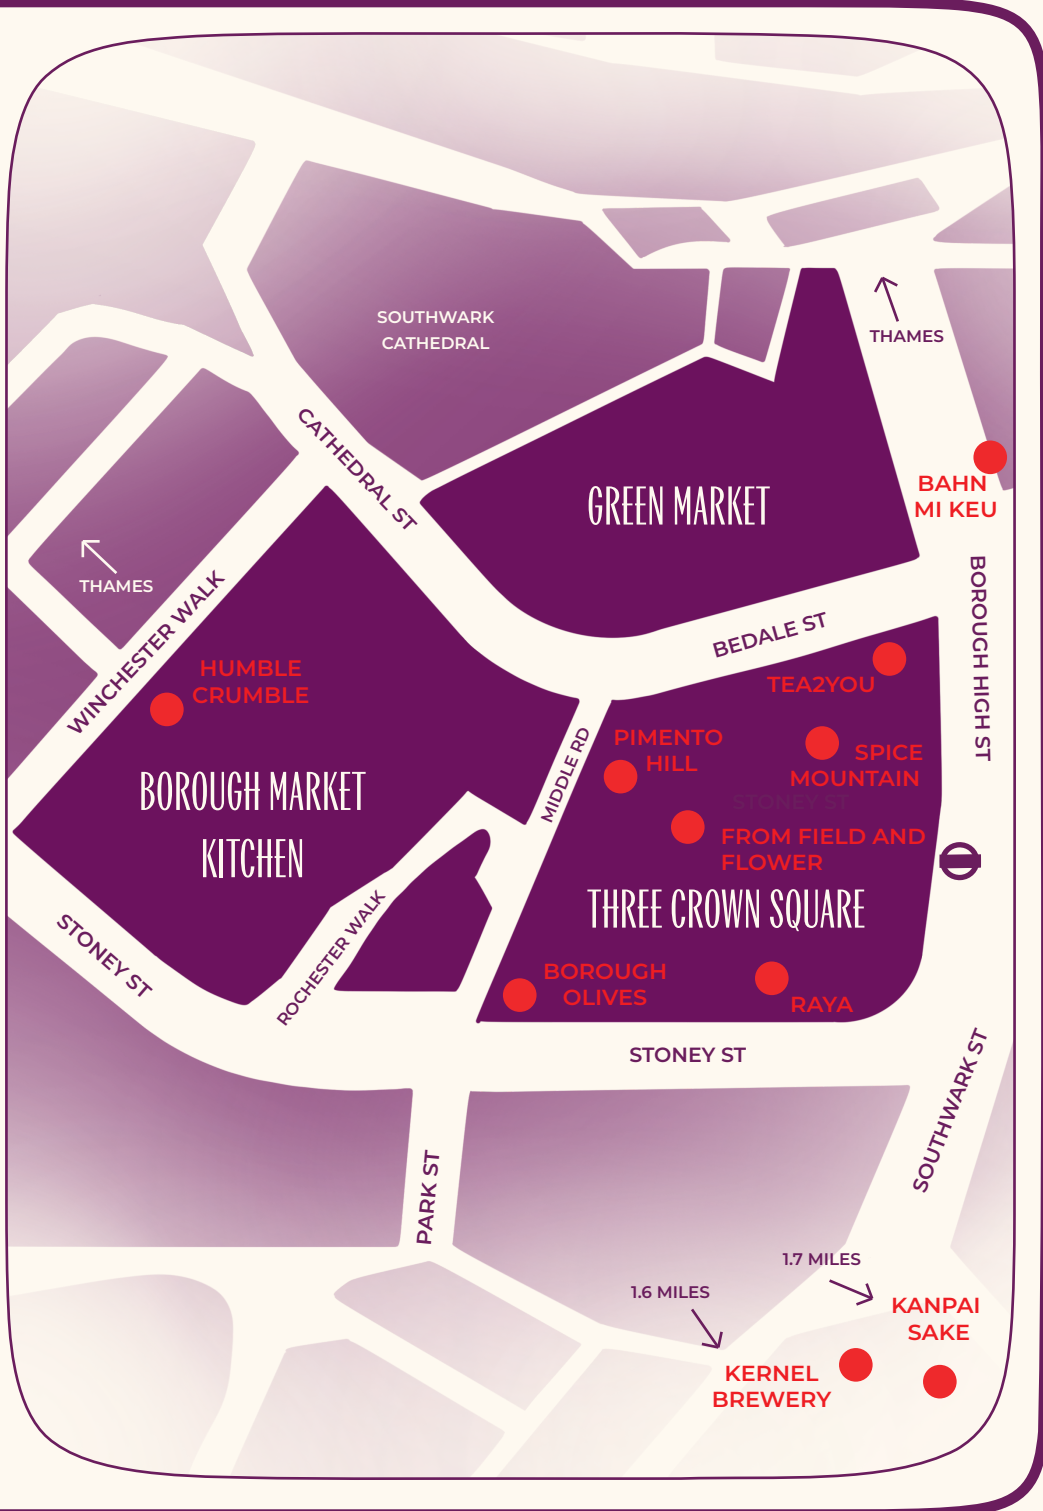 SOUTHWARK
CATHEDRAL
THAMES
CATHEDRAL ST
GREEN MARKET
BAHN
MI KEU
THAMES
WINCHESTER WALK
BOROUGH HIGH ST
BEDALE ST
HUMBLE
CRUMBLE
TEA2YOU
PIMENTO
HILL
MIDDLE RD
SPICE
MOUNTAIN
STONEY ST
BOROUGH MARKET
KITCHEN
FROM FIELD AND
FLOWER
THREE CROWN SQUARE
STONEY ST
ROCHESTER WALK
BOROUGH
OLIVES
RAYA
STONEY ST
SOUTHWARK ST
PARK ST
1.7 MILES
1.6 MILES
KANPAI
SAKE
KERNEL
BREWERY